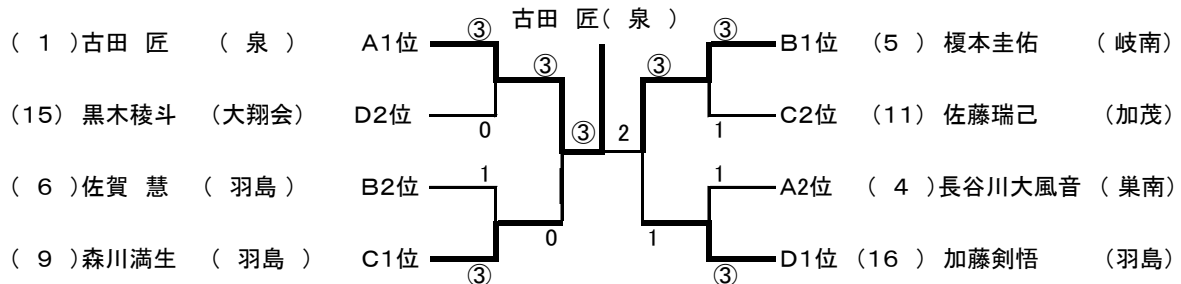 古田 匠( 泉 )
( 1 )古田 匠 ( 泉 ) A1位 ③ ③ B1位 (5 ) 榎本圭佑 ( 岐南)
③ ③
(15) 黒木稜斗 (大翔会) D2位 0 1 C2位 (11) 佐藤瑞己 (加茂)
③ 2
( 6 )佐賀 慧 ( 羽島 ) B2位 1 1 A2位 ( 4 )長谷川大風音 ( 巣南)
0 1
( 9 )森川満生 ( 羽島 ) C1位 ③ ③ D1位 (16 ) 加藤剣悟 (羽島)